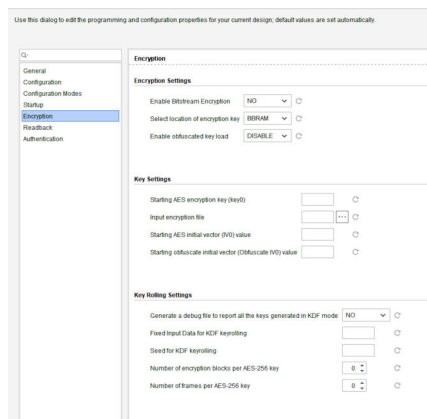 Use this dialog to edit the programming and configuration properties for your current design; default values are set automatically.
General
Configuration
Configuration Modes
Startup
Encryption
Readback
Authentication
Encryption
Encryption Settings
Enable Bitstream Encryption NO
Select location of encryption key BBRAM
Enable obfuscated key load DISABLE
Key Settings
Starting AES encryption key (key0)
Input encryption file ...
Starting AES initial vector (IV0) value
Starting obfuscate initial vector (Obfuscate IV0) value
Key Rolling Settings
Generate a debug file to report all the keys generated in KDF mode NO
Fixed Input Data for KDF keyrolling
Seed for KDF keyrolling
Number of encryption blocks per AES-256 key 0
Number of frames per AES-256 key 0